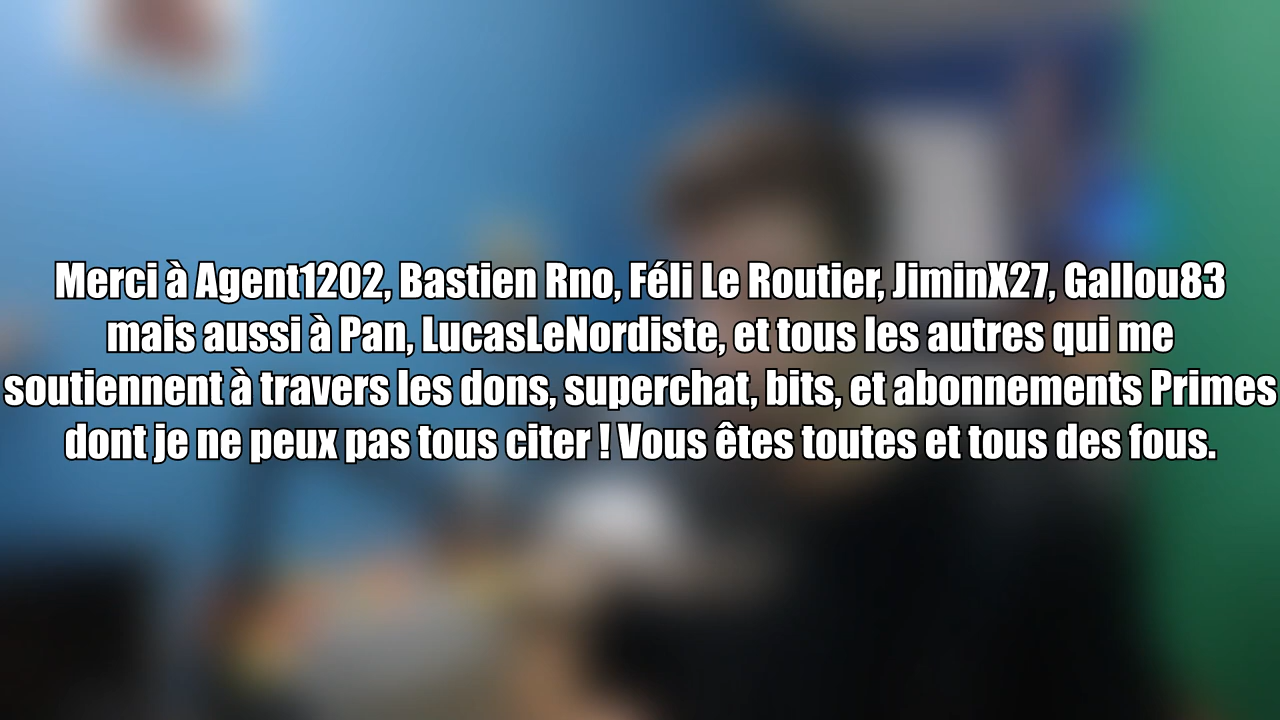 Merci à Agent1202, Bastien Rno, Féli Le Routier, JiminX27, Gallou83
mais aussi à Pan, LucasLeNordiste, et tous les autres qui me
soutiennent à travers les dons, superchat, bits, et abonnements Primes
dont je ne peux pas tous citer ! Vous êtes toutes et tous des fous.